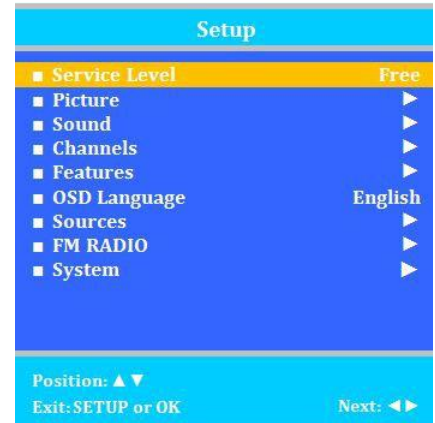 Setup
Service Level Free
Picture
Sound
Channels
Features
OSD Language English
Sources
FM RADIO
System
Position: ▲ ▼
Exit:SETUP or OK Next: ◀ ▶